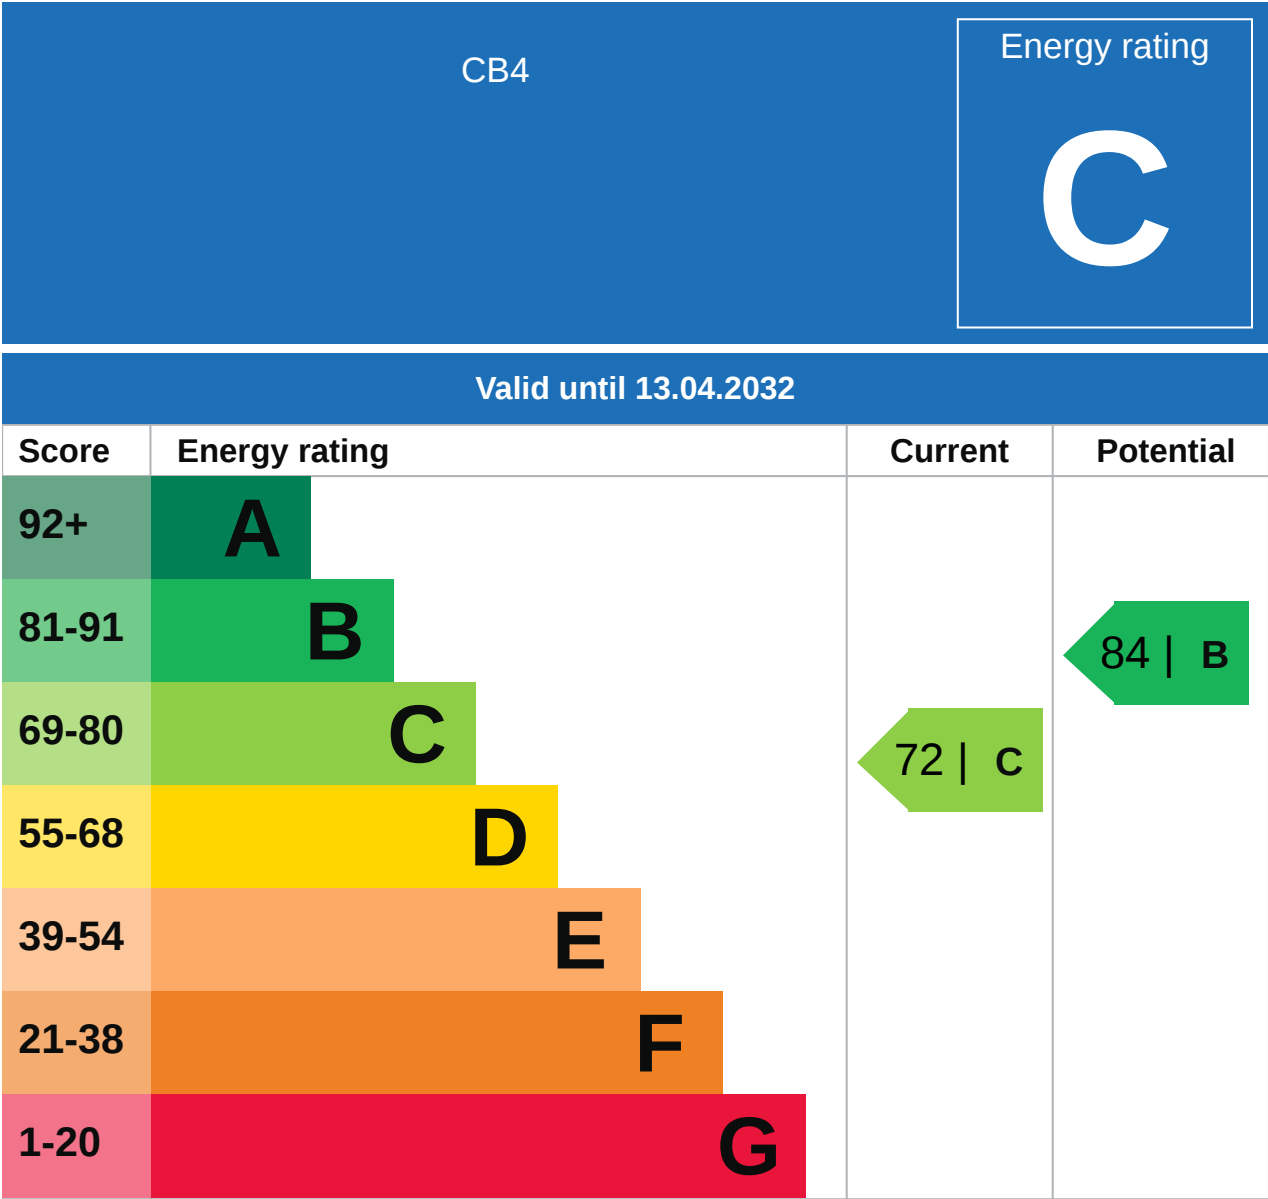 CB4
Energy rating
C
Valid until 13.04.2032
Score Energy rating Current Potential
92+ A
81-91 B
84 | B
69-80 C
72 | C
55-68 D
39-54 E
21-38 F
1-20 G